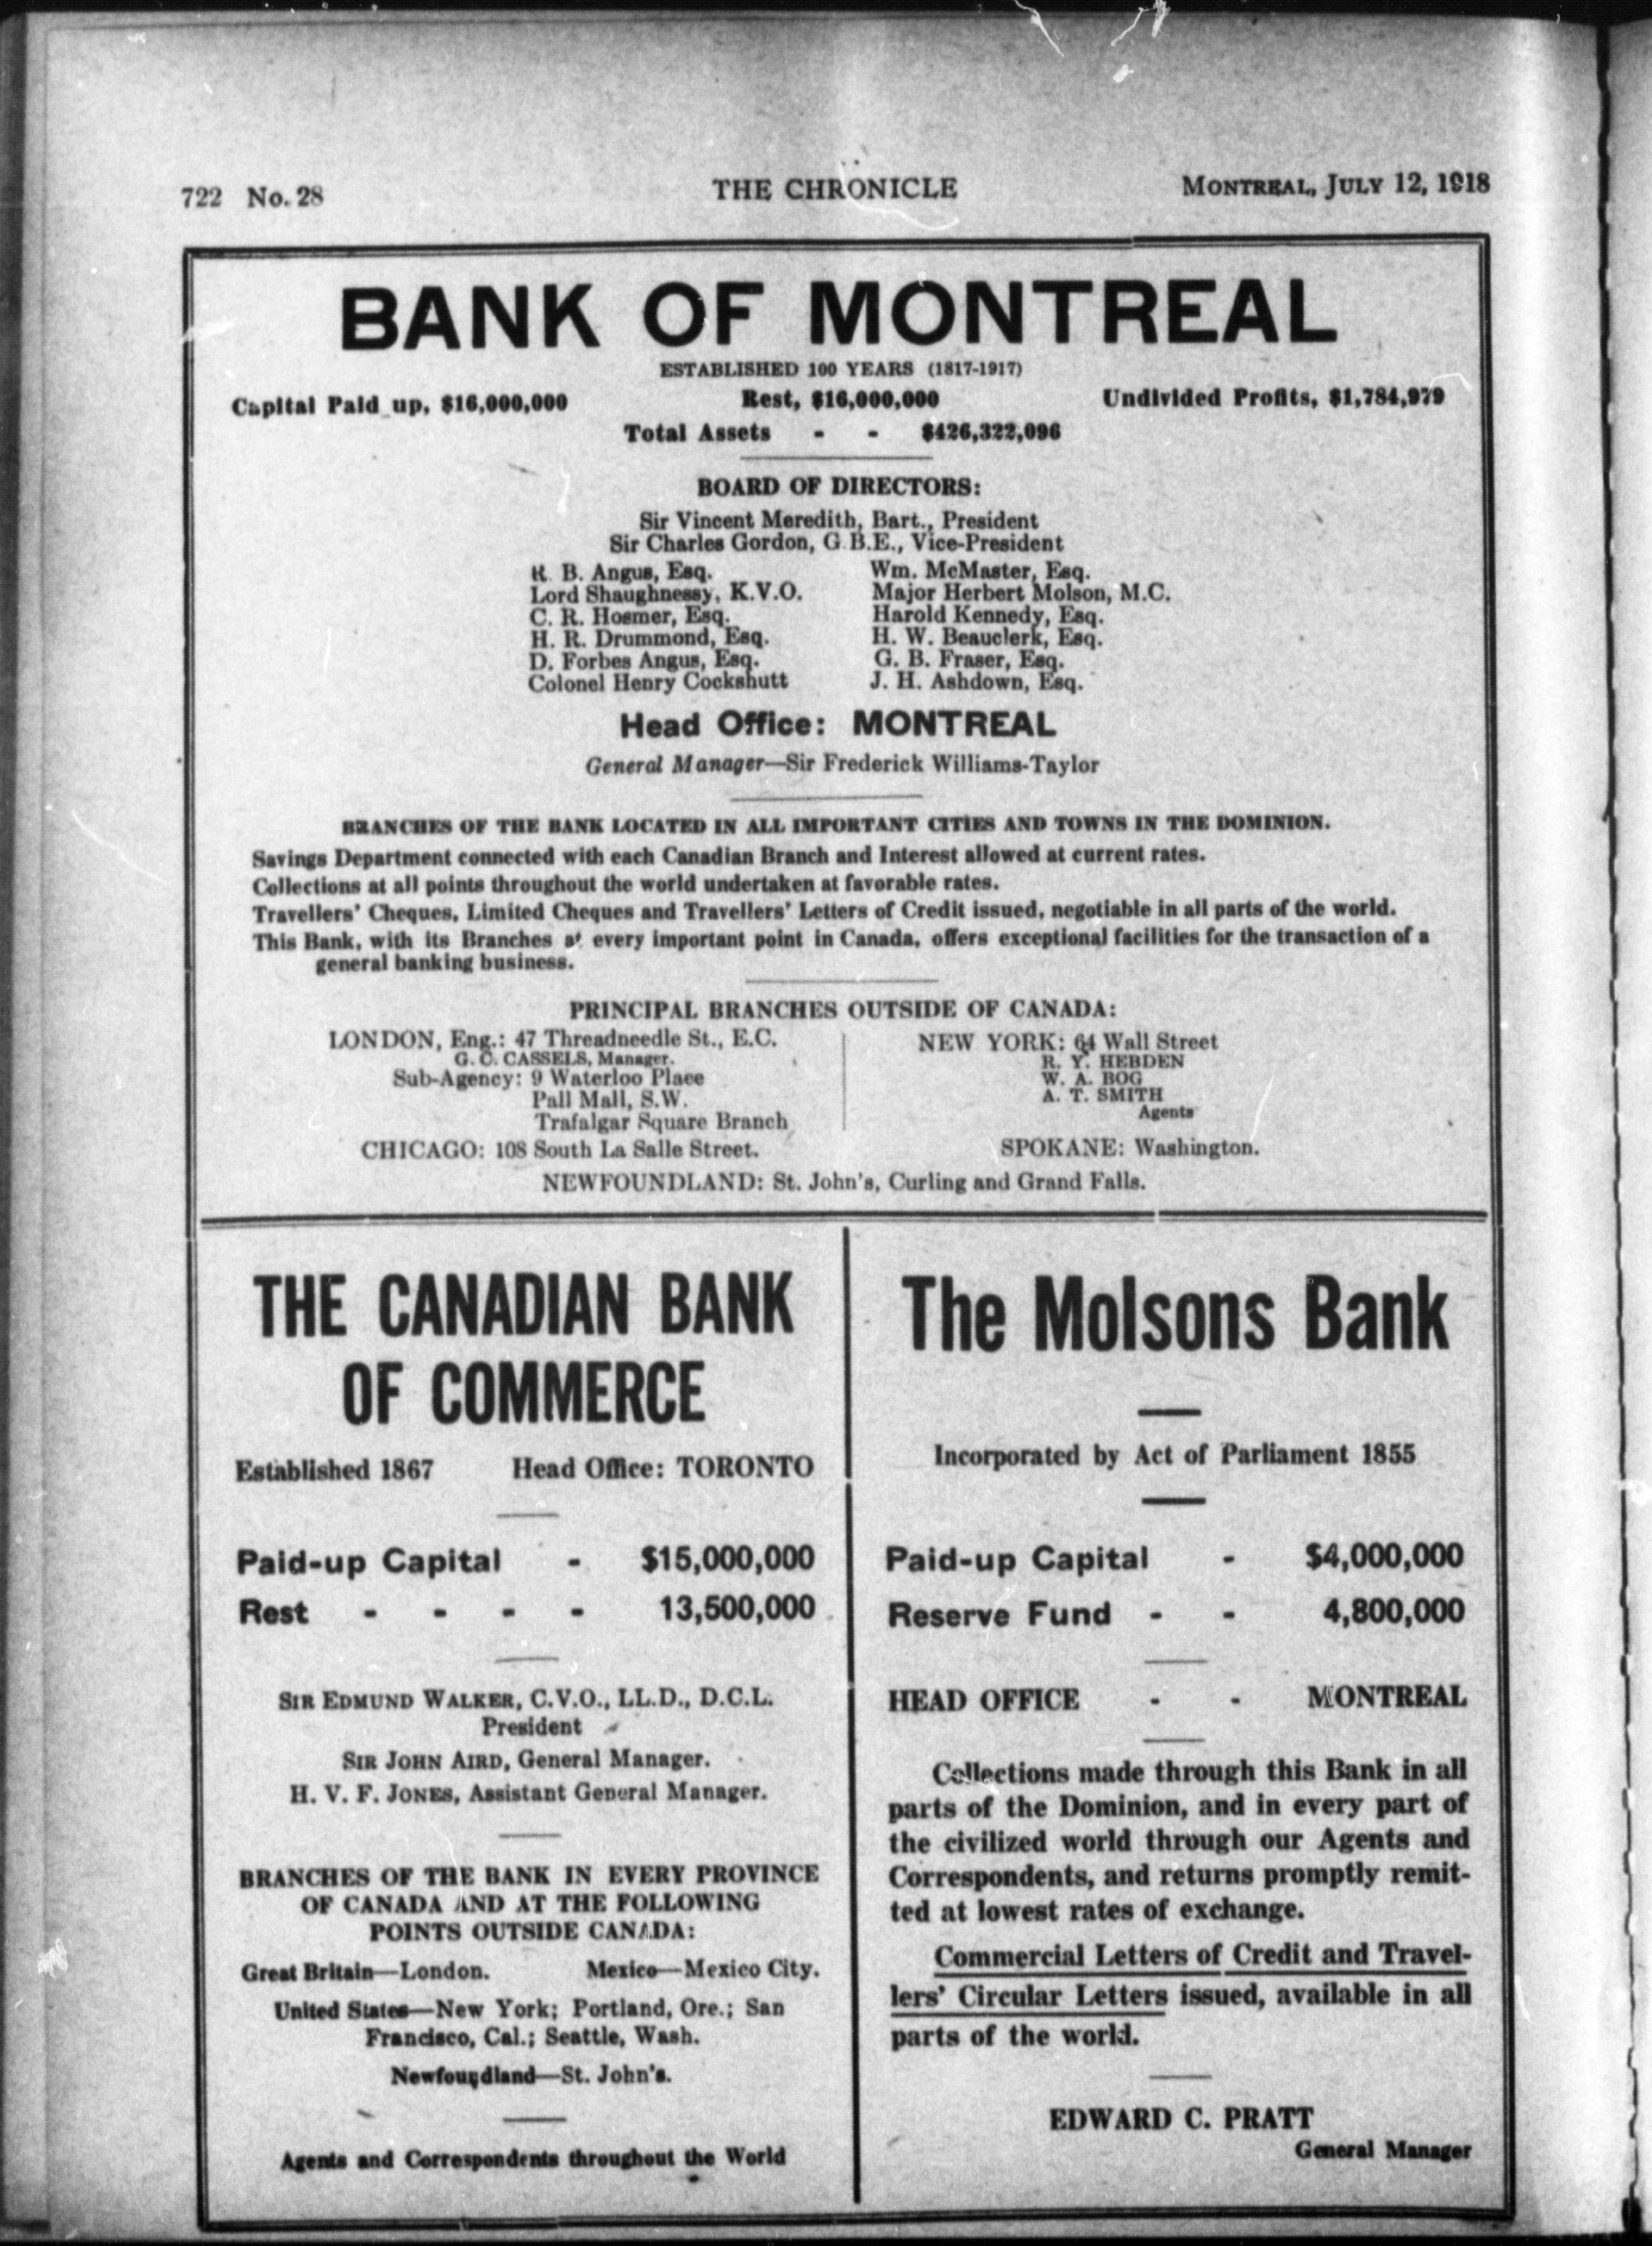 722 No. 28
THE CHRONICLE
MONTREAL, JULY 12, 1918
BANK OF MONTREAL
ESTABLISHED 100 YEARS (1817-1917)
Capital Paid up, $16,000,000 Rest, $16,000,000 Undivided Profits, $1,784,979
Total Assets - - $426,322,096
BOARD OF DIRECTORS:
Sir Vincent Meredith, Bart., President
Sir Charles Gordon, G.B.E., Vice-President
R. B. Angus, Esq.
Lord Shaughnessy, K.V.O.
C. R. Hosmer, Esq.
H. R. Drummond, Esq.
D. Forbes Angus, Esq.
Colonel Henry Cockshutt
Wm. McMaster, Esq.
Major Herbert Molson, M.C.
Harold Kennedy, Esq.
H. W. Beauclerk, Esq.
G. B. Fraser, Esq.
J. H. Ashdown, Esq.
Head Office: MONTREAL
General Manager—Sir Frederick Williams-Taylor
BRANCHES OF THE BANK LOCATED IN ALL IMPORTANT CITIES AND TOWNS IN THE DOMINION.
Savings Department connected with each Canadian Branch and Interest allowed at current rates.
Collections at all points throughout the world undertaken at favorable rates.
Travellers' Cheques, Limited Cheques and Travellers' Letters of Credit issued, negotiable in all parts of the world.
This Bank, with its Branches at every important point in Canada, offers exceptional facilities for the transaction of a
general banking business.
PRINCIPAL BRANCHES OUTSIDE OF CANADA:
LONDON, Eng.: 47 Threadneedle St., E.C.
G. C. CASSELS, Manager.
Sub-Agency: 9 Waterloo Place
Pall Mall, S.W.
Trafalgar Square Branch
CHICAGO: 108 South La Salle Street.
NEW YORK: 64 Wall Street
R. Y. HEBDEN
W. A. BOG
A. T. SMITH
Agents
SPOKANE: Washington.
NEWFOUNDLAND: St. John's, Curling and Grand Falls.
THE CANADIAN BANK
OF COMMERCE
Established 1867 Head Office: TORONTO
Paid-up Capital - $15,000,000
Rest - - - - 13,500,000
SIR EDMUND WALKER, C.V.O., LL.D., D.C.L.
President
SIR JOHN AIRD, General Manager.
H. V. F. JONES, Assistant General Manager.
BRANCHES OF THE BANK IN EVERY PROVINCE
OF CANADA AND AT THE FOLLOWING
POINTS OUTSIDE CANADA:
Great Britain—London. Mexico—Mexico City.
United States—New York; Portland, Ore.; San
Francisco, Cal.; Seattle, Wash.
Newfoundland—St. John's.
Agents and Correspondents throughout the World
The Molsons Bank
Incorporated by Act of Parliament 1855
Paid-up Capital - $4,000,000
Reserve Fund - - 4,800,000
HEAD OFFICE - - MONTREAL
Collections made through this Bank in all
parts of the Dominion, and in every part of
the civilized world through our Agents and
Correspondents, and returns promptly remit-
ted at lowest rates of exchange.
Commercial Letters of Credit and Travel-
lers' Circular Letters issued, available in all
parts of the world.
EDWARD C. PRATT
General Manager